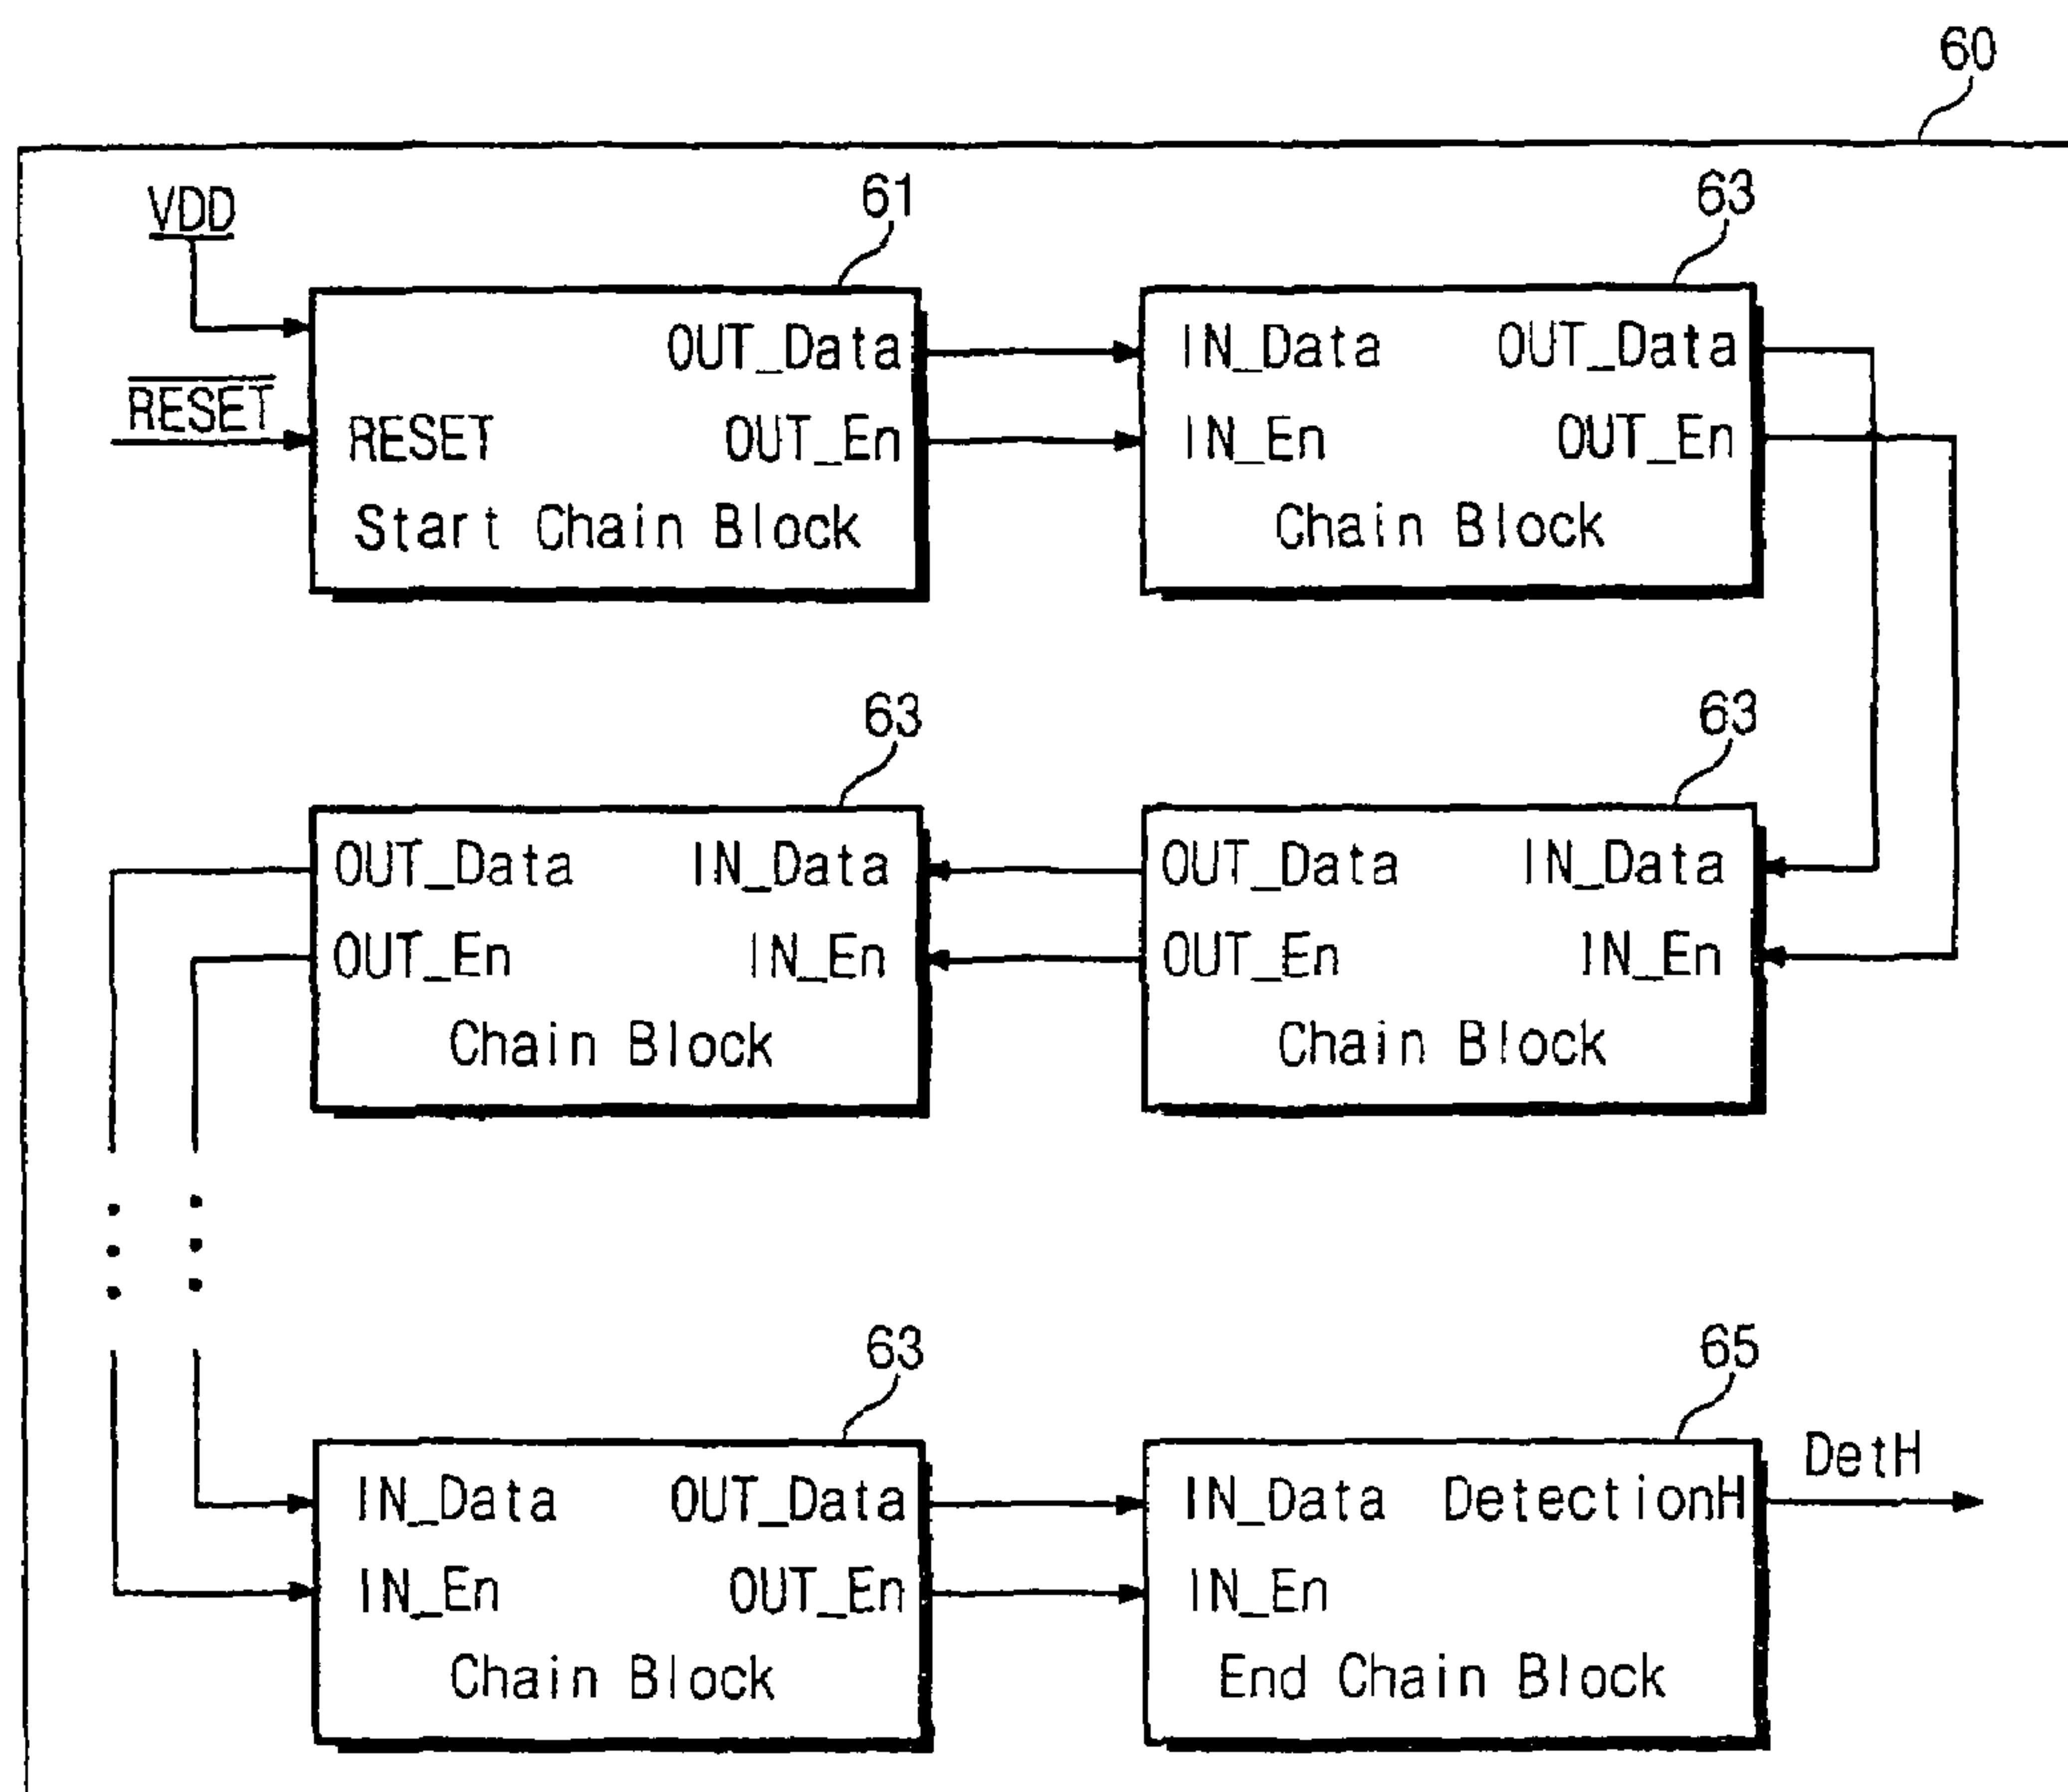 60
VDD
61
63
OUT_Data
IN_Data OUT_Data
RESET
RESET OUT_En
IN_En OUT_En
Start Chain Block
Chain Block
63
63
OUT_Data IN_Data
OUT_Data IN_Data
OUT_En IN_En
OUT_En IN_En
Chain Block
Chain Block
63
65
DetH
IN_Data OUT_Data
IN_Data DetectionH
IN_En OUT_En
IN_En
Chain Block
End Chain Block